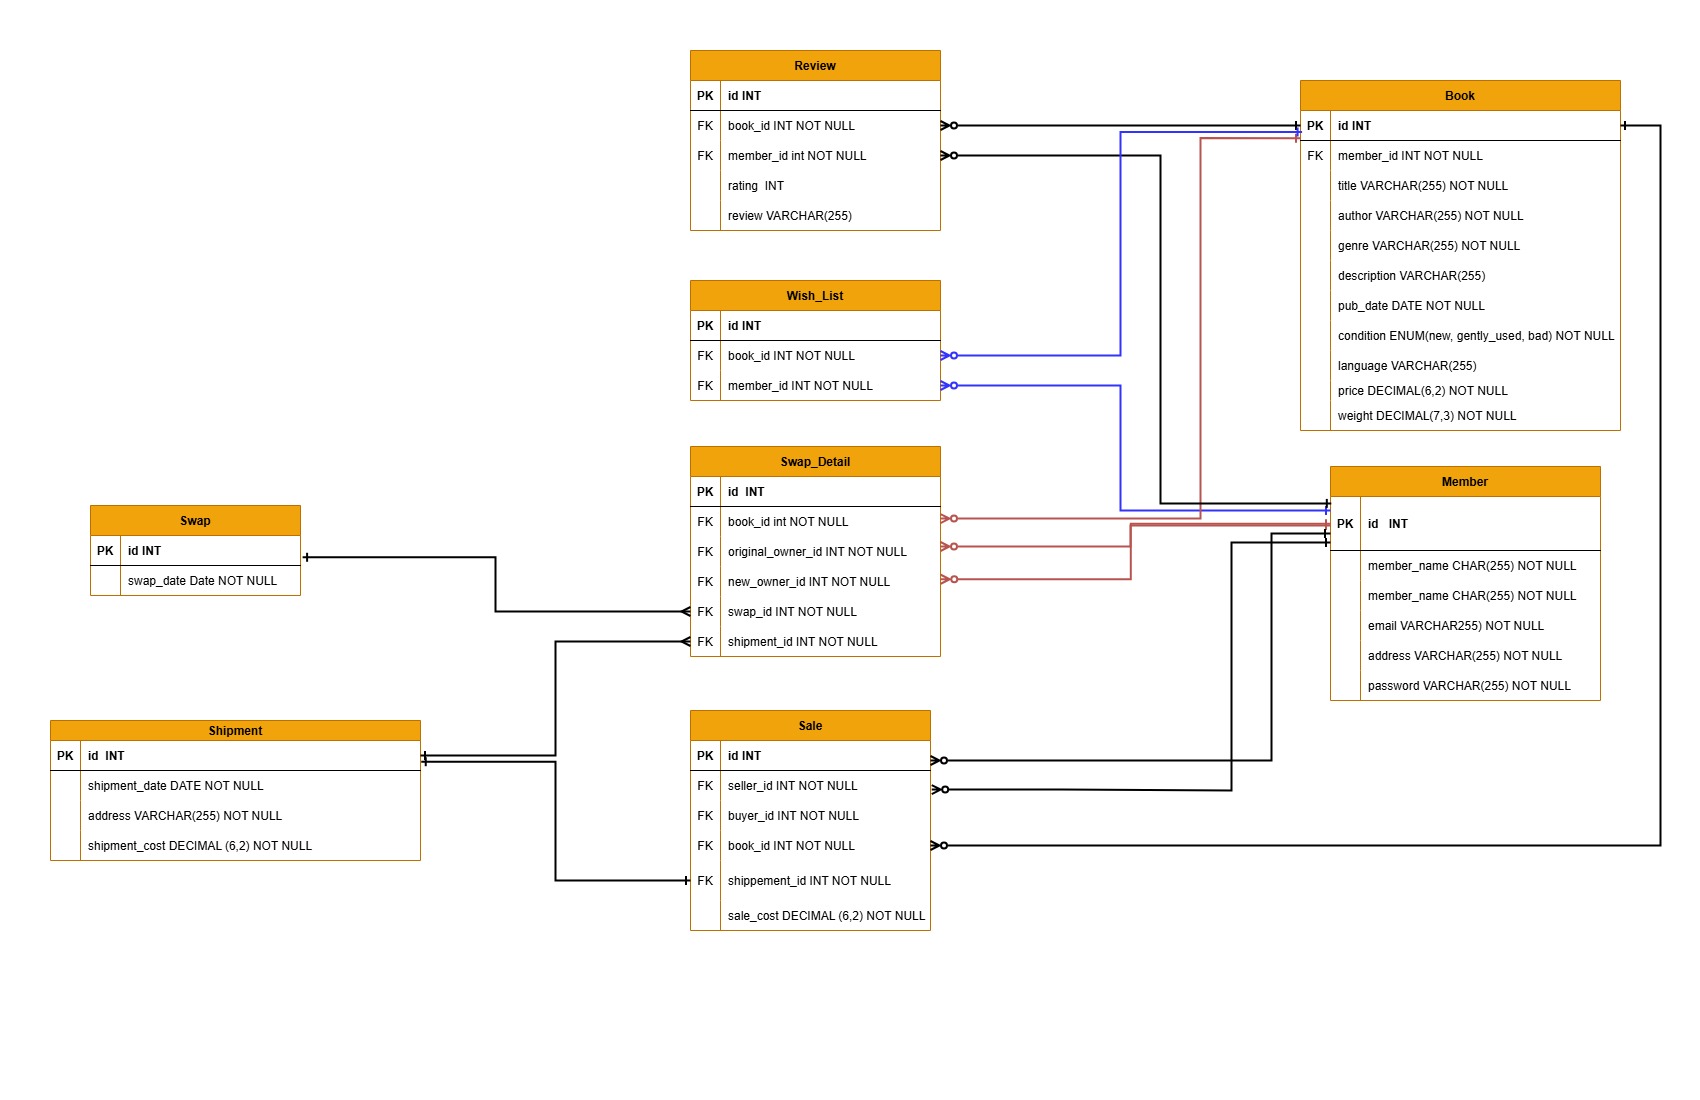 Review
PK id INT
FK book_id INT NOT NULL
FK member_id int NOT NULL
rating  INT
review VARCHAR(255)
Book
PK id INT
FK member_id INT NOT NULL
title VARCHAR(255) NOT NULL
author VARCHAR(255) NOT NULL
genre VARCHAR(255) NOT NULL
description VARCHAR(255)
pub_date DATE NOT NULL
condition ENUM(new, gently_used, bad) NOT NULL
language VARCHAR(255)
price DECIMAL(6,2) NOT NULL
weight DECIMAL(7,3) NOT NULL
Wish_List
PK id INT
FK book_id INT NOT NULL
FK member_id INT NOT NULL
Swap_Detail
PK id  INT
FK book_id int NOT NULL
FK original_owner_id INT NOT NULL
FK new_owner_id INT NOT NULL
FK swap_id INT NOT NULL
FK shipment_id INT NOT NULL
Member
PK id   INT
member_name CHAR(255) NOT NULL
member_name CHAR(255) NOT NULL
email VARCHAR255) NOT NULL
address VARCHAR(255) NOT NULL
password VARCHAR(255) NOT NULL
Swap
PK id INT
swap_date Date NOT NULL
Shipment
PK id  INT
shipment_date DATE NOT NULL
address VARCHAR(255) NOT NULL
shipment_cost DECIMAL (6,2) NOT NULL
Sale
PK id INT
FK seller_id INT NOT NULL
FK buyer_id INT NOT NULL
FK book_id INT NOT NULL
FK shippement_id INT NOT NULL
sale_cost DECIMAL (6,2) NOT NULL